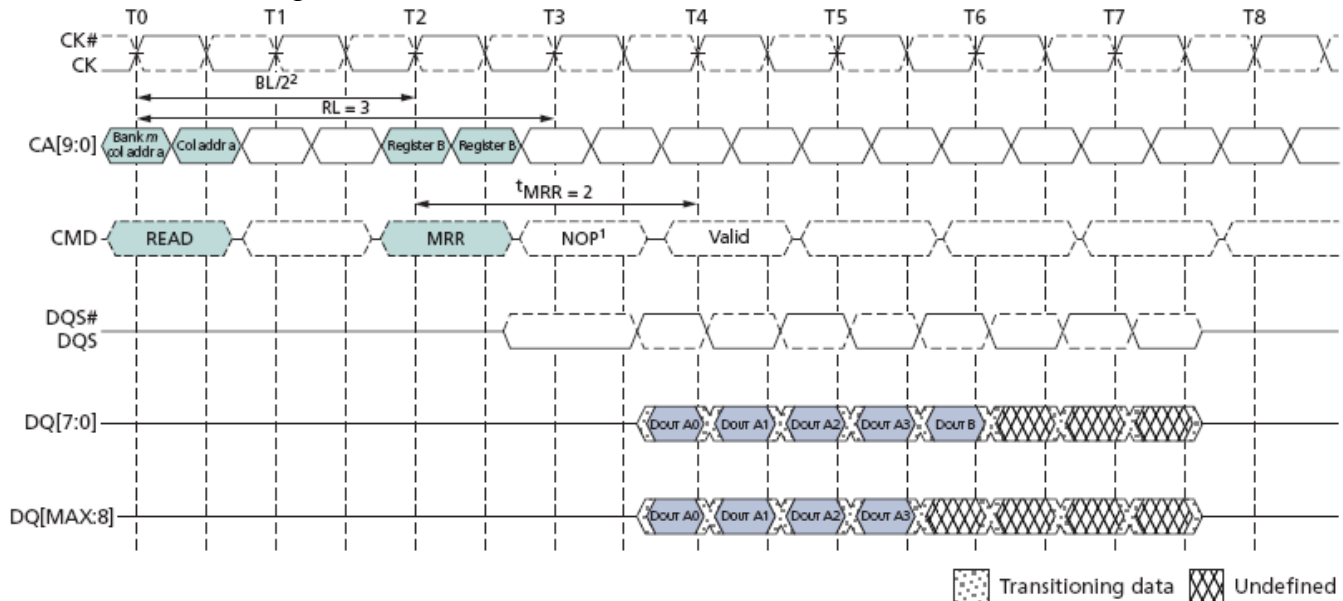 T0 T1 T2 T3 T4 T5 T6 T7 T8
CK#
CK
BL/2²
RL = 3
CA[9:0] Bank m col addr a Col addr a Register B Register B
tMRR = 2
CMD READ MRR NOP¹ Valid
DQS#
DQS
DQ[7:0] DOUT A0 DOUT A1 DOUT A2 DOUT A3 DOUT B
DQ[MAX:8] DOUT A0 DOUT A1 DOUT A2 DOUT A3
Transitioning data Undefined